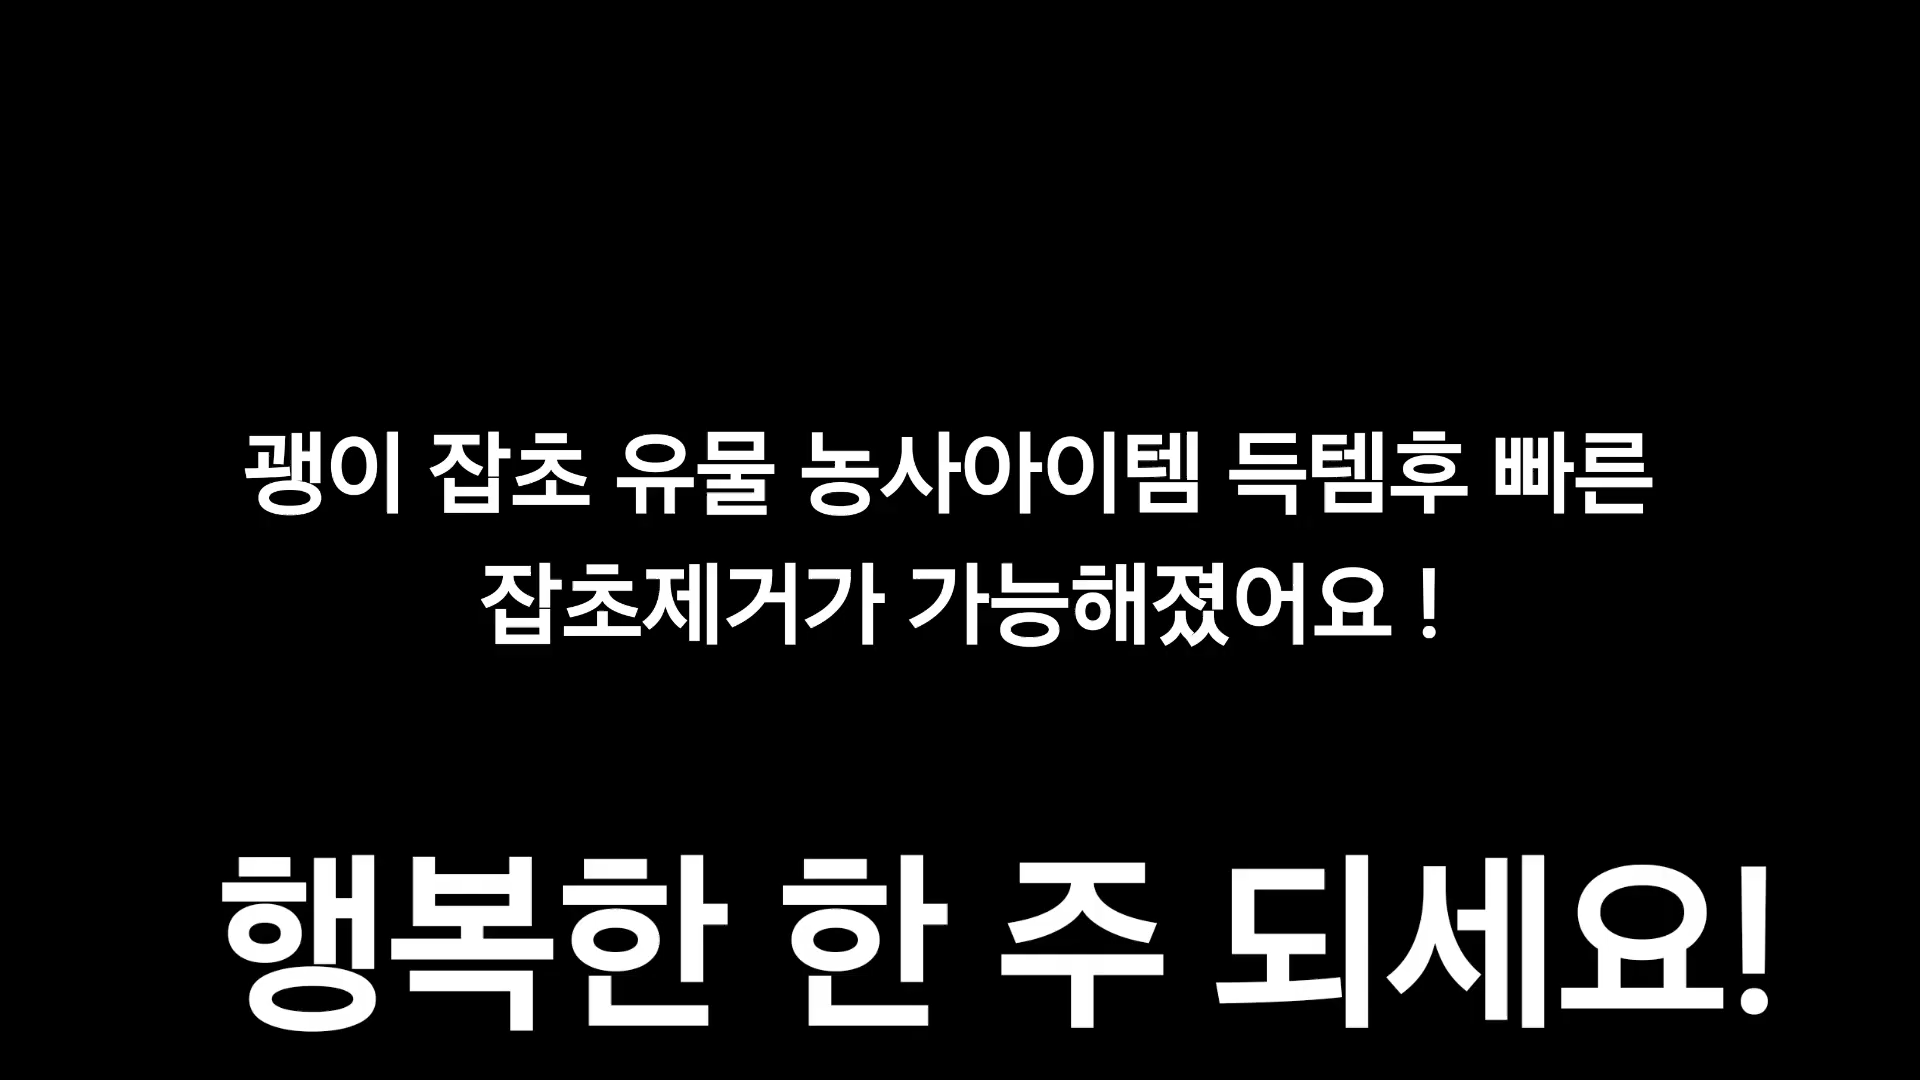 괭이 잡초 유물 농사아이템 득템후 빠른
잡초제거가 가능해졌어요 !
행복한 한 주 되세요!